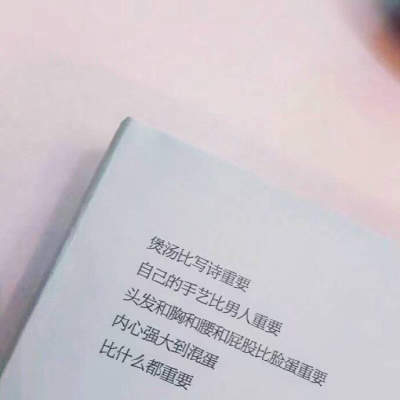 煲汤比写诗重要
自己的手艺比男人重要
头发和胸和腰和屁股比脸蛋重要
内心强大到混蛋
比什么都重要